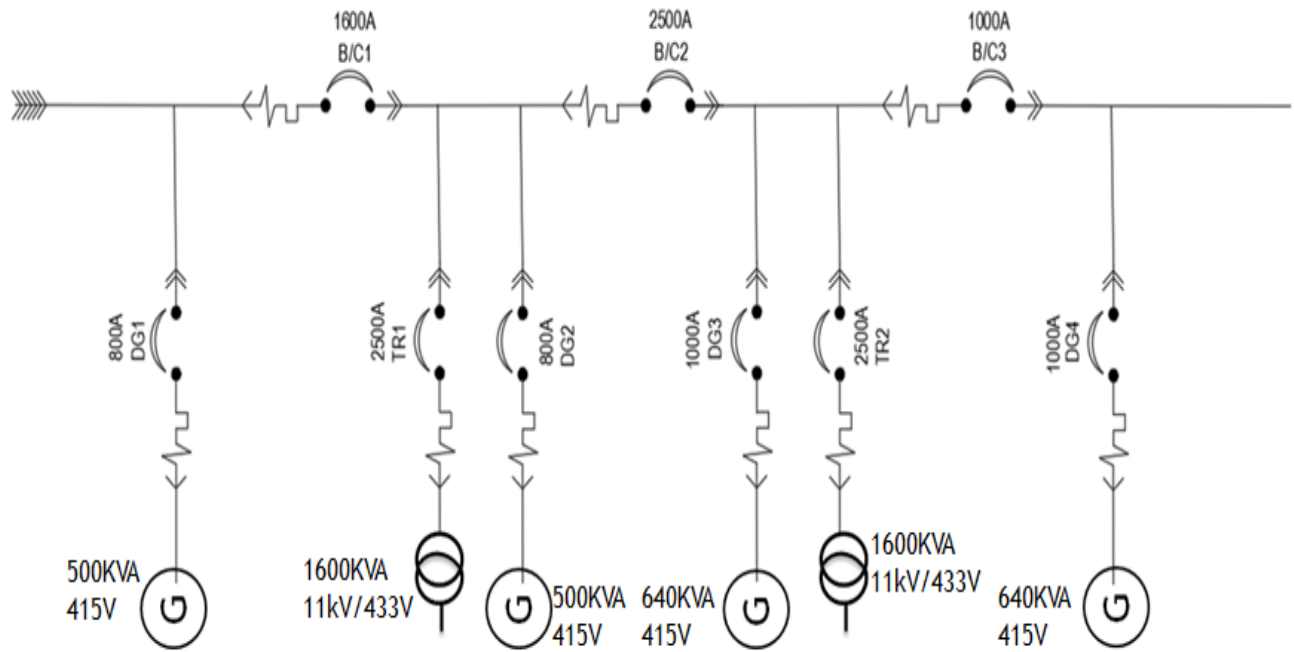 1600A
B/C1
2500A
B/C2
1000A
B/C3
800A
DG1
2500A
TR1
800A
DG2
1000A
DG3
2500A
TR2
1000A
DG4
500KVA
415V
G
1600KVA
11kV/433V
G
500KVA
415V
640KVA
415V
G
1600KVA
11kV/433V
640KVA
415V
G